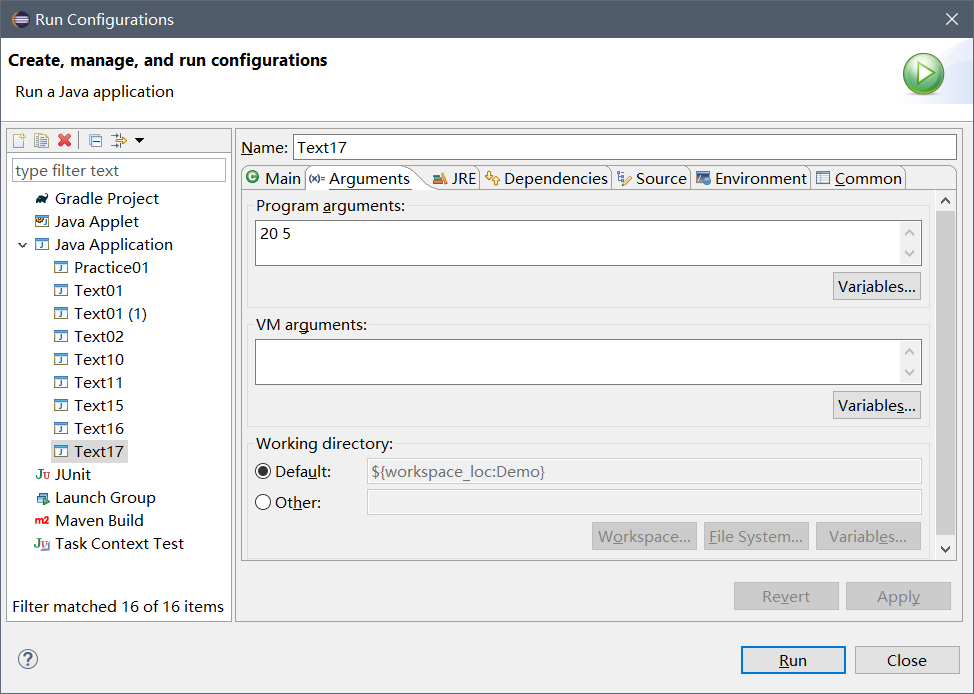 Run Configurations
Create, manage, and run configurations
Run a Java application
type filter text
Gradle Project
Java Applet
Java Application
Practice01
Text01
Text01 (1)
Text02
Text10
Text11
Text15
Text16
Text17
JUnit
Launch Group
Maven Build
Task Context Test
Filter matched 16 of 16 items
Name: Text17
Main Arguments JRE Dependencies Source Environment Common
Program arguments:
20 5
Variables...
VM arguments:
Variables...
Working directory:
Default: ${workspace_loc:Demo}
Other:
Workspace... File System... Variables...
Revert Apply
Run Close